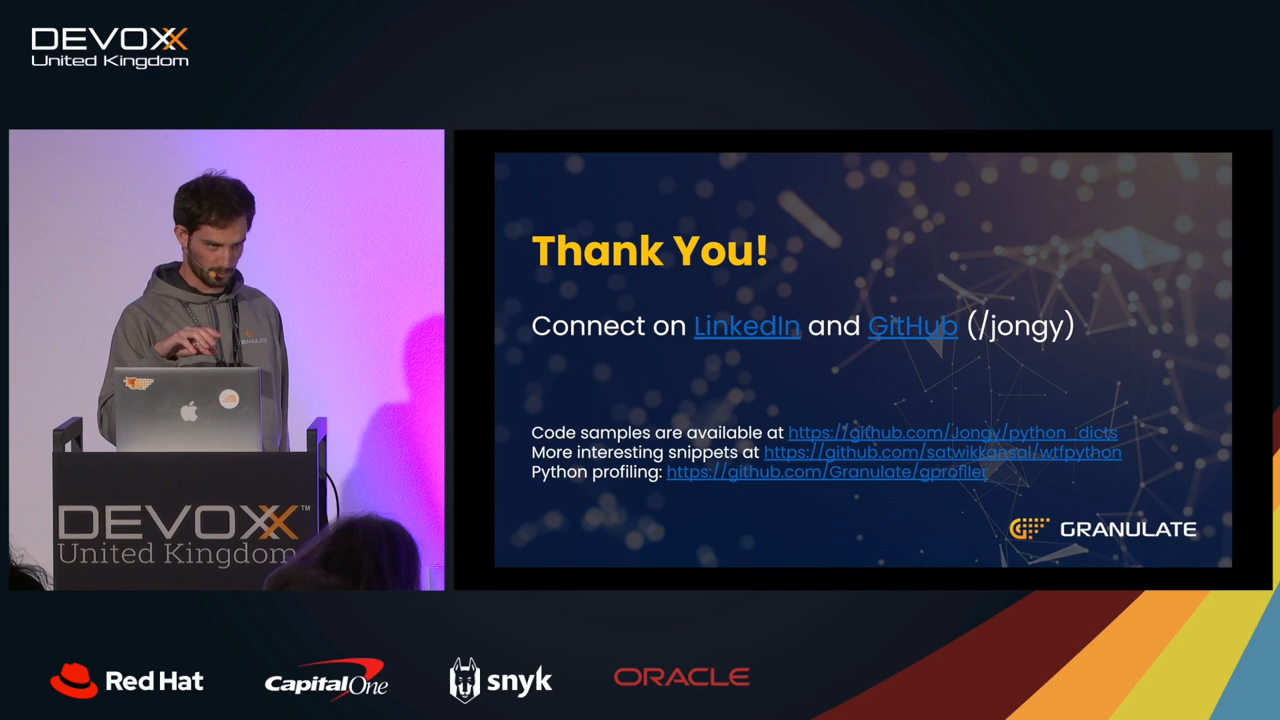 DEVOXX
United Kingdom
Thank You!
Connect on LinkedIn and GitHub (/jongy)
Code samples are available at https://github.com/Jongy/python_dicts
More interesting snippets at https://github.com/satwikkansal/wtfpython
Python profiling: https://github.com/Granulate/gprofiler
GRANULATE
GRANULATE
DEVOXX™
United Kingdom
Red Hat
CapitalOne
snyk
ORACLE